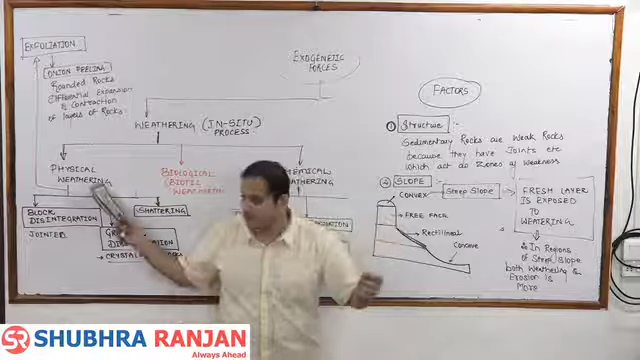 EXFOLIATION
ONION PEELING
Rounded Rocks
Differential Expansion
& Contraction
of layers of Rocks.
EXOGENETIC
FORCES
WEATHERING (IN-SITU)
PROCESS
PHYSICAL
WEATHERING
BIOLOGICAL
(BIOTIC
WEATHERING
CHEMICAL
WEATHERING
BLOCK
DISINTEGRATION
JOINTED
SHATTERING
FACTORS
① Structure :-
Sedimentary Rocks are Weak Rocks
because they have Joints etc
which act as Zones of Weakness
② SLOPE :- Steep Slope
CONVEX
FREE FACE
Rectilineal
Concave
FRESH LAYER
IS EXPOSED
TO
WEATERING
In Regions
of Steep Slope
both Weathering &
Erosion is
More
SR SHUBHRA RANJAN
Always Ahead